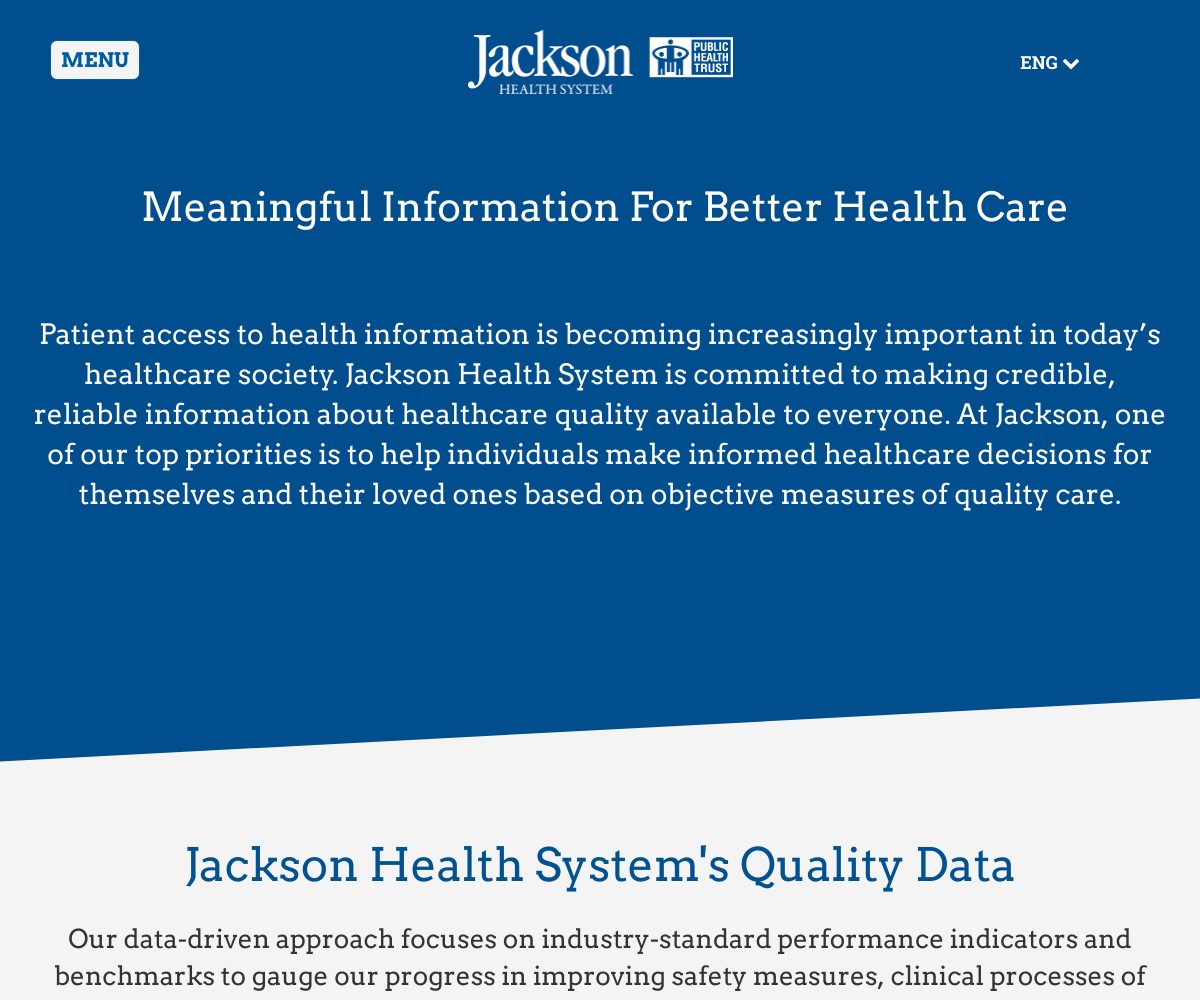 MENU
Jackson
HEALTH SYSTEM
PUBLIC
HEALTH
TRUST
ENG
Meaningful Information For Better Health Care
Patient access to health information is becoming increasingly important in today’s
healthcare society. Jackson Health System is committed to making credible,
reliable information about healthcare quality available to everyone. At Jackson, one
of our top priorities is to help individuals make informed healthcare decisions for
themselves and their loved ones based on objective measures of quality care.
Jackson Health System's Quality Data
Our data-driven approach focuses on industry-standard performance indicators and
benchmarks to gauge our progress in improving safety measures, clinical processes of